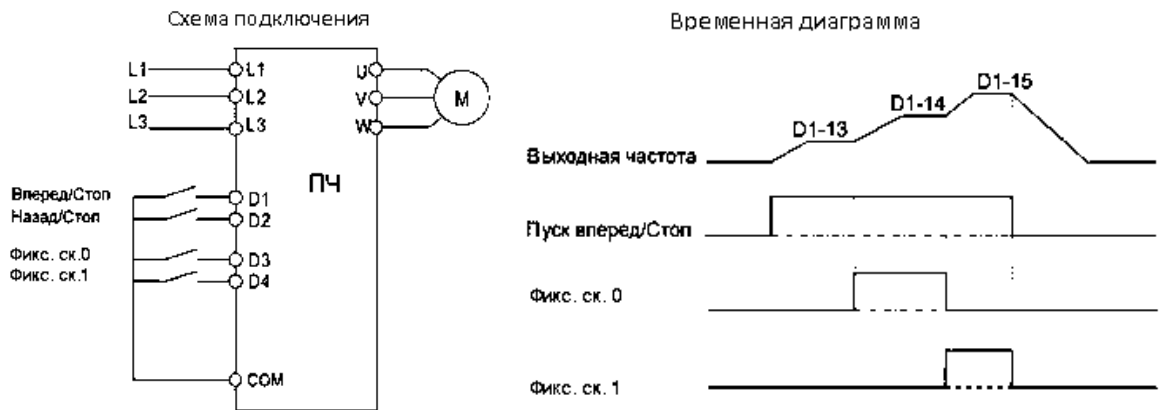 Схема подключения
L1
L2
L3
L1
L2
L3
U
V
W
M
ПЧ
Вперед/Стоп
Назад/Стоп
Фикс. ск.0
Фикс. ск.1
D1
D2
D3
D4
COM
Временная диаграмма
D1-13
D1-14
D1-15
Выходная частота
Пуск вперед/Стоп
Фикс. ск. 0
Фикс. ск. 1